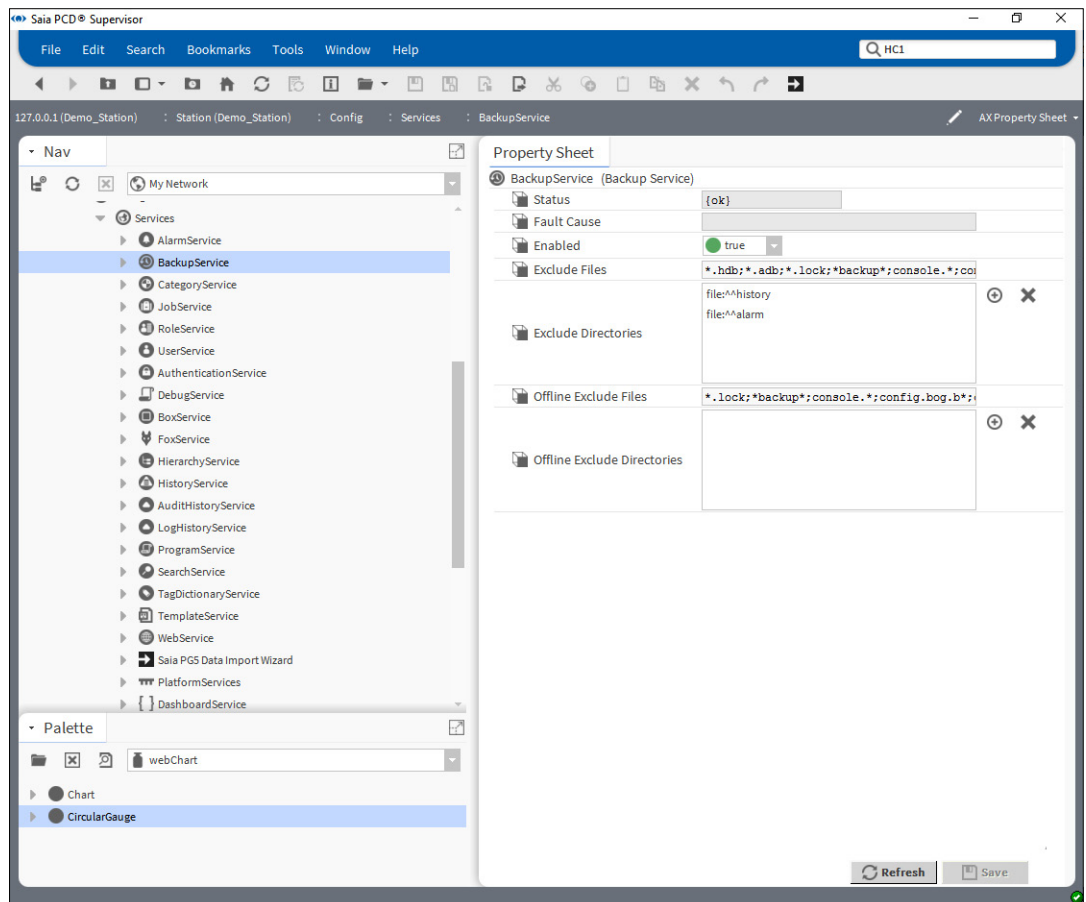 Saia PCD® Supervisor
File Edit Search Bookmarks Tools Window Help
HC1
127.0.0.1 (Demo_Station) : Station (Demo_Station) : Config : Services : BackupService
AX Property Sheet
Nav
My Network
Services
AlarmService
BackupService
CategoryService
JobService
RoleService
UserService
AuthenticationService
DebugService
BoxService
FoxService
HierarchyService
HistoryService
AuditHistoryService
LogHistoryService
ProgramService
SearchService
TagDictionaryService
TemplateService
WebService
Saia PG5 Data Import Wizard
PlatformServices
DashboardService
Palette
webChart
Chart
CircularGauge
Property Sheet
BackupService (Backup Service)
Status {ok}
Fault Cause
Enabled true
Exclude Files *.hdb;*.adb;*.lock;*backup*;console.*;
Exclude Directories
file:^^history
file:^^alarm
Offline Exclude Files *.lock;*backup*;console.*;config.bog.b*;
Offline Exclude Directories
Refresh Save